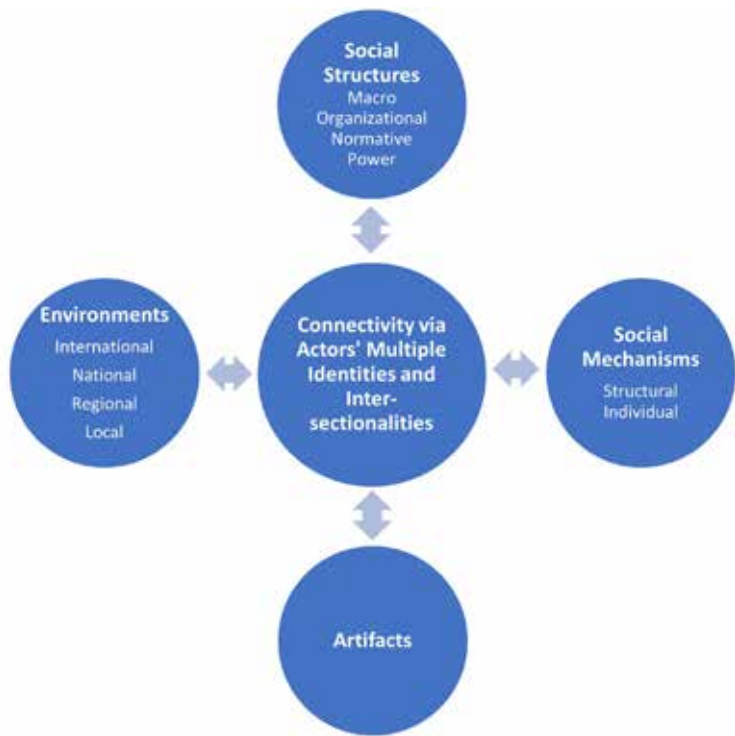 Social
Structures
Macro
Organizational
Normative
Power
Environments
International
National
Regional
Local
Connectivity via
Actors' Multiple
Identities and
Inter-
sectionalities
Social
Mechanisms
Structural
Individual
Artifacts